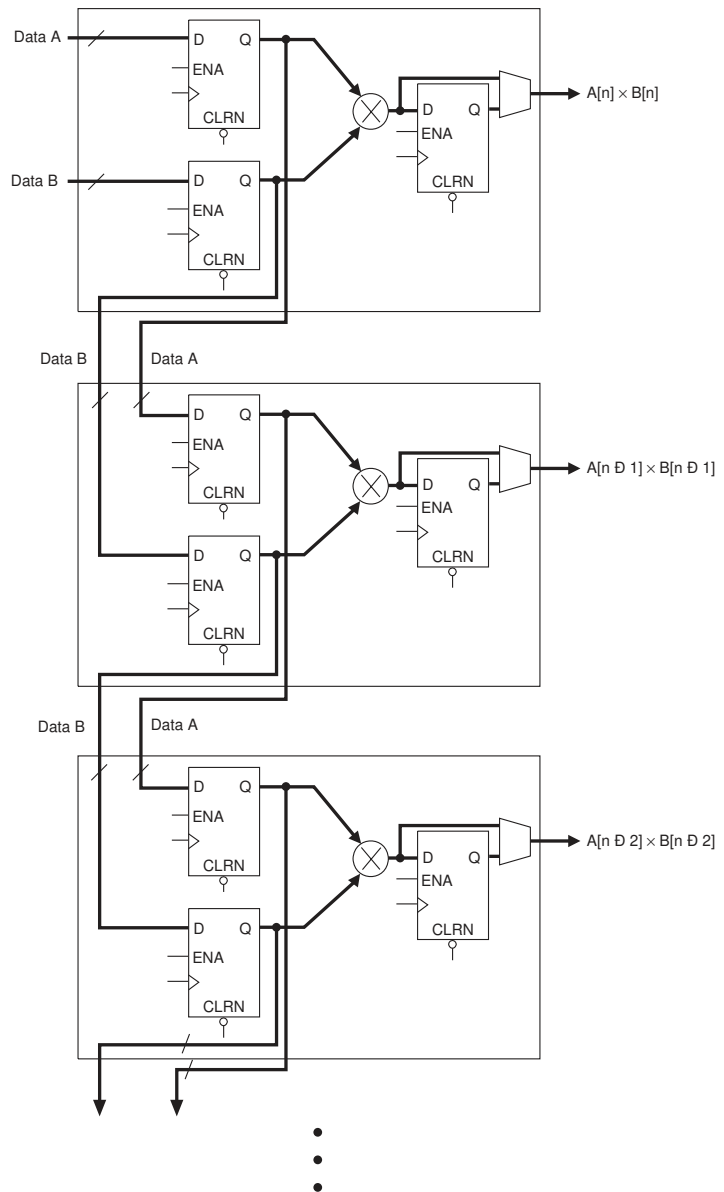 Data A
D Q
ENA
CLRN
A[n] × B[n]
D Q
ENA
CLRN
Data B
D Q
ENA
CLRN
Data B
Data A
D Q
ENA
CLRN
A[n Ð 1] × B[n Ð 1]
D Q
ENA
CLRN
D Q
ENA
CLRN
Data B
Data A
D Q
ENA
CLRN
A[n Ð 2] × B[n Ð 2]
D Q
ENA
CLRN
D Q
ENA
CLRN